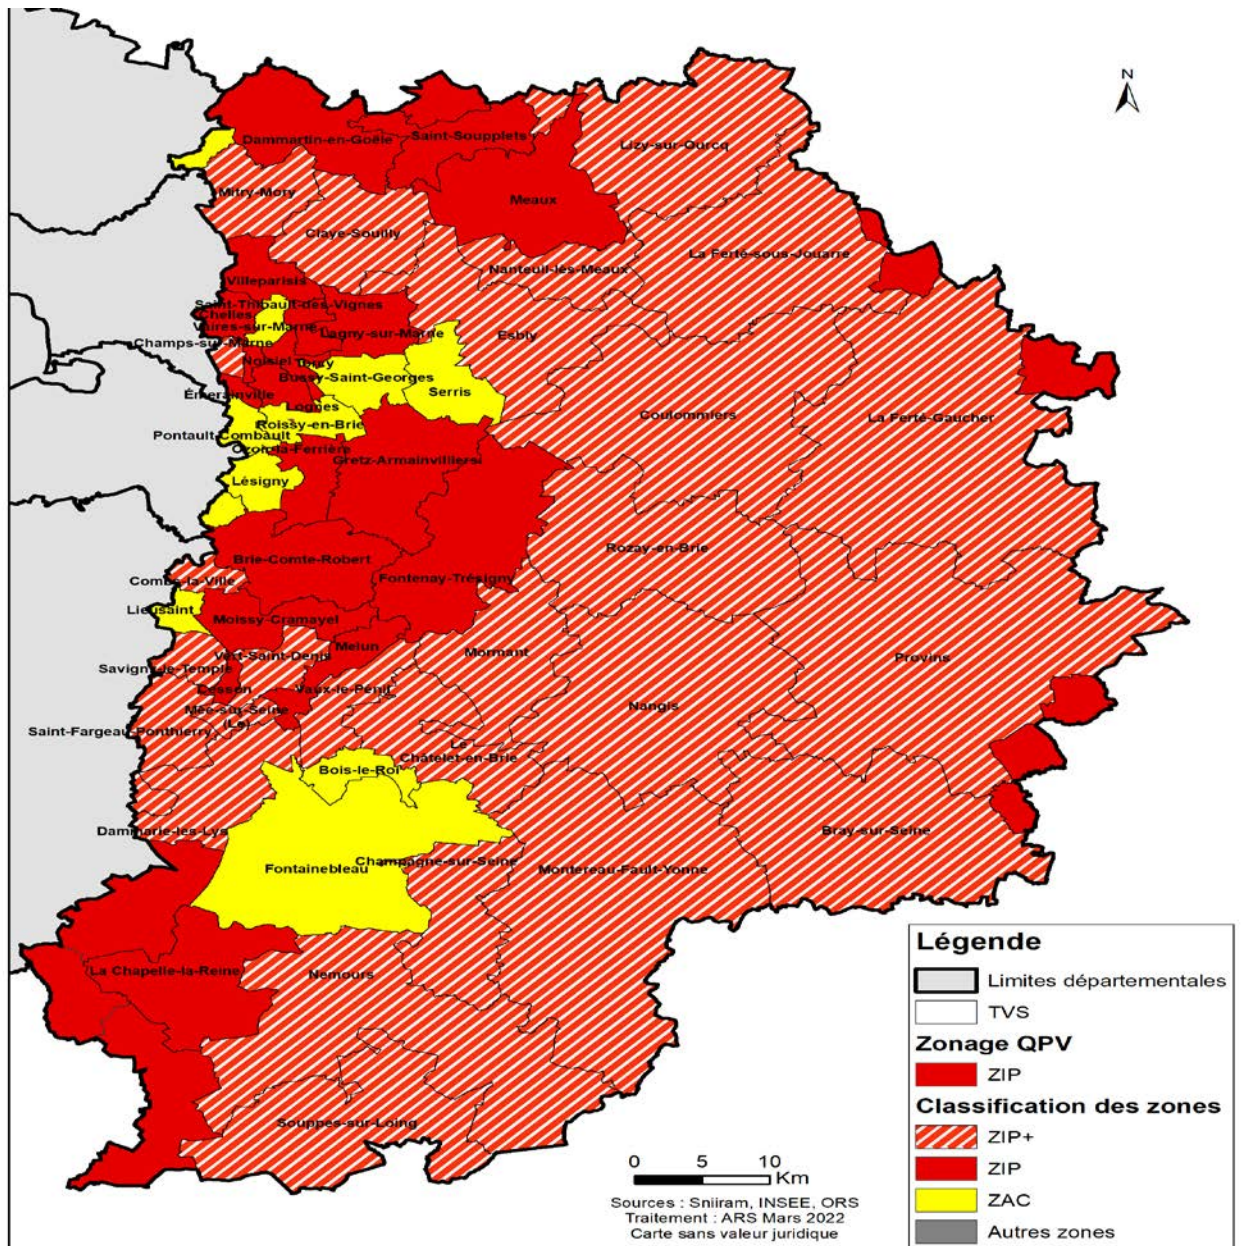 N
Dammartin-en-Goële
Saint-Soupplets
Lizy-sur-Ourcq
Mitry-Mory
Meaux
Claye-Souilly
La Ferté-sous-Jouarre
Nanteuil-lès-Meaux
Villeparisis
Saint-Thibault-des-Vignes
Chelles
Vaires-sur-Marne
Lagny-sur-Marne
Esbly
Champs-sur-Marne
Noisiel
Torcy
Bussy-Saint-Georges
Serris
Émerainville
Lognes
Coulommiers
La Ferté-Gaucher
Roissy-en-Brie
Pontault-Combault
Ozoir-la-Ferrière
Gretz-Armainvilliers
Lésigny
Rozay-en-Brie
Brie-Comte-Robert
Combs-la-Ville
Fontenay-Trésigny
Lieusaint
Moissy-Cramayel
Melun
Mormant
Vert-Saint-Denis
Provins
Savigny-le-Temple
Cesson
Vaux-le-Pénil
Nangis
Mée-sur-Seine
(Le)
Saint-Fargeau-Ponthierry
Le
Châtelet-en-Brie
Bois-le-Roi
Dammarie-les-Lys
Bray-sur-Seine
Champagne-sur-Seine
Fontainebleau
Montereau-Fault-Yonne
La Chapelle-la-Reine
Nemours
Souppes-sur-Loing
Légende
Limites départementales
TVS
Zonage QPV
ZIP
Classification des zones
ZIP+
ZIP
ZAC
Autres zones
0 5 10
Km
Sources : Sniiram, INSEE, ORS
Traitement : ARS Mars 2022
Carte sans valeur juridique